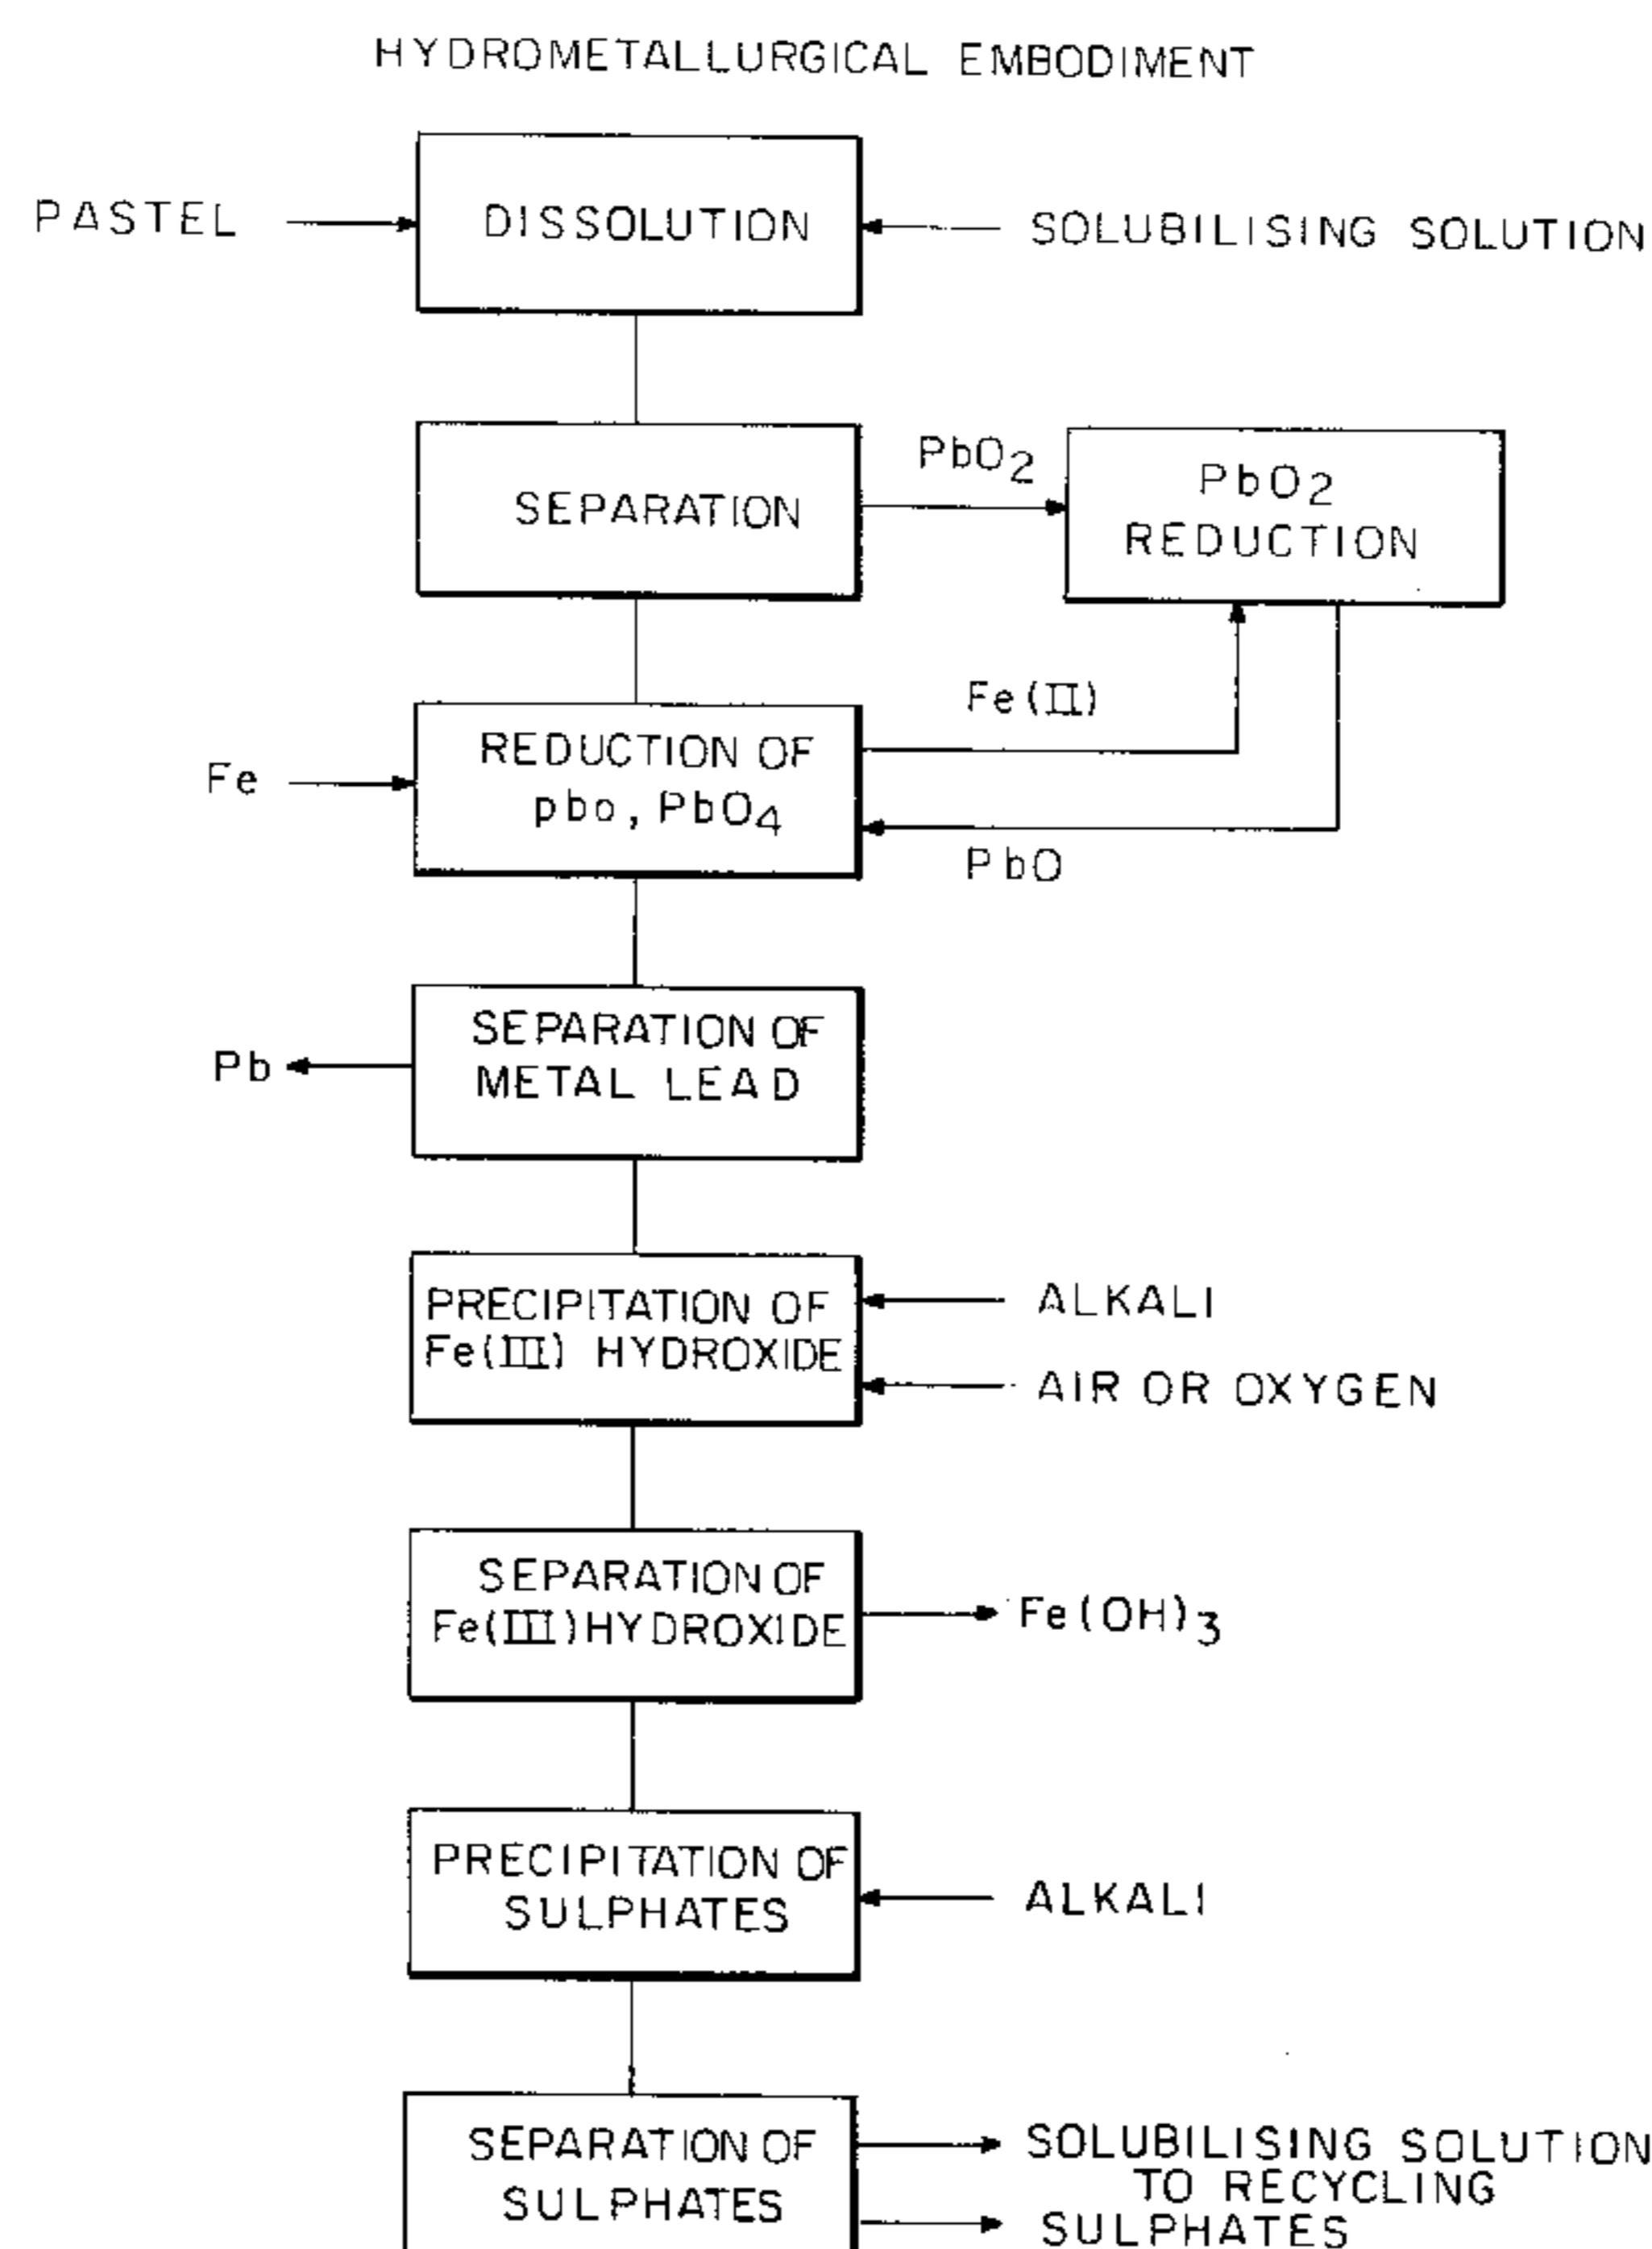 HYDROMETALLURGICAL EMBODIMENT
PASTEL
DISSOLUTION
SOLUBILISING SOLUTION
SEPARATION
PbO2
PbO2
REDUCTION
Fe(II)
Fe
REDUCTION OF
pbo, PbO4
PbO
Pb
SEPARATION OF
METAL LEAD
PRECIPITATION OF
Fe(III) HYDROXIDE
ALKALI
AIR OR OXYGEN
SEPARATION OF
Fe(III) HYDROXIDE
Fe(OH)3
PRECIPITATION OF
SULPHATES
ALKALI
SEPARATION OF
SULPHATES
SOLUBILISING SOLUTION
TO RECYCLING
SULPHATES